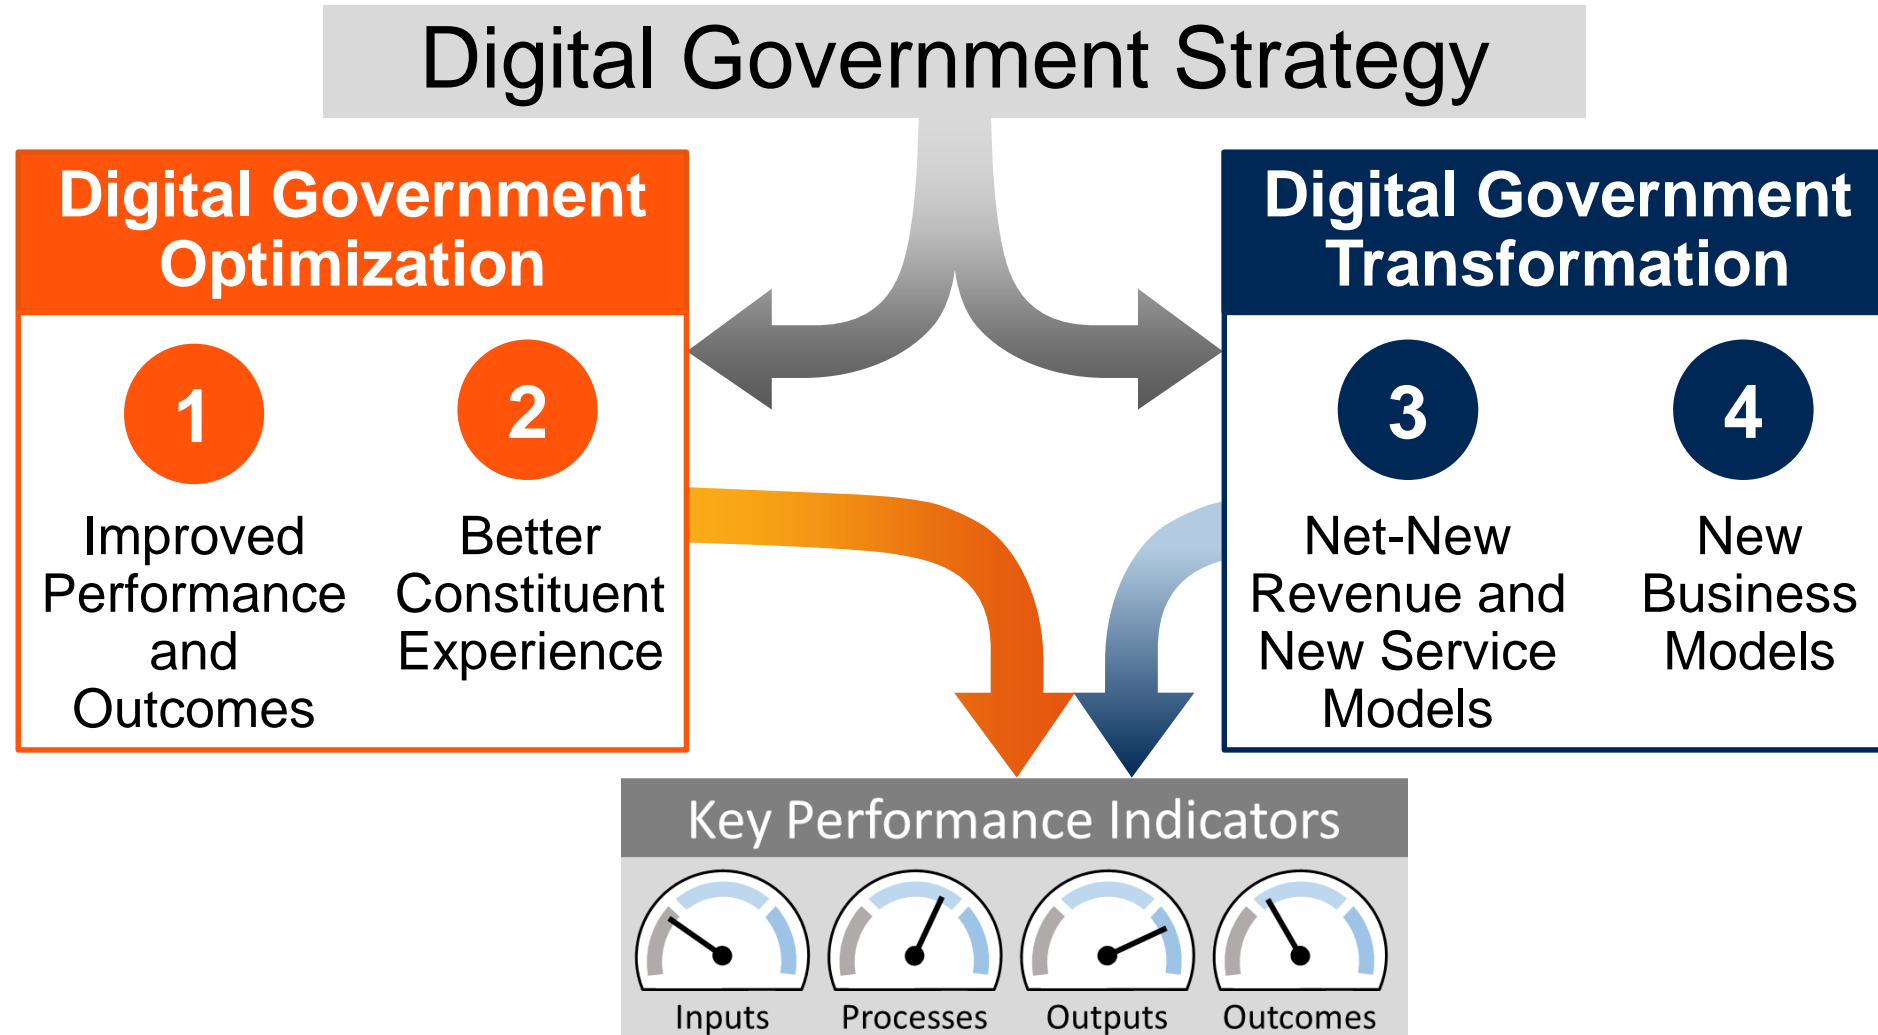 Digital Government Strategy
Digital Government
Optimization
1
Improved
Performance
and
Outcomes
2
Better
Constituent
Experience
Digital Government
Transformation
3
Net-New
Revenue and
New Service
Models
4
New
Business
Models
Key Performance Indicators
Inputs
Processes
Outputs
Outcomes